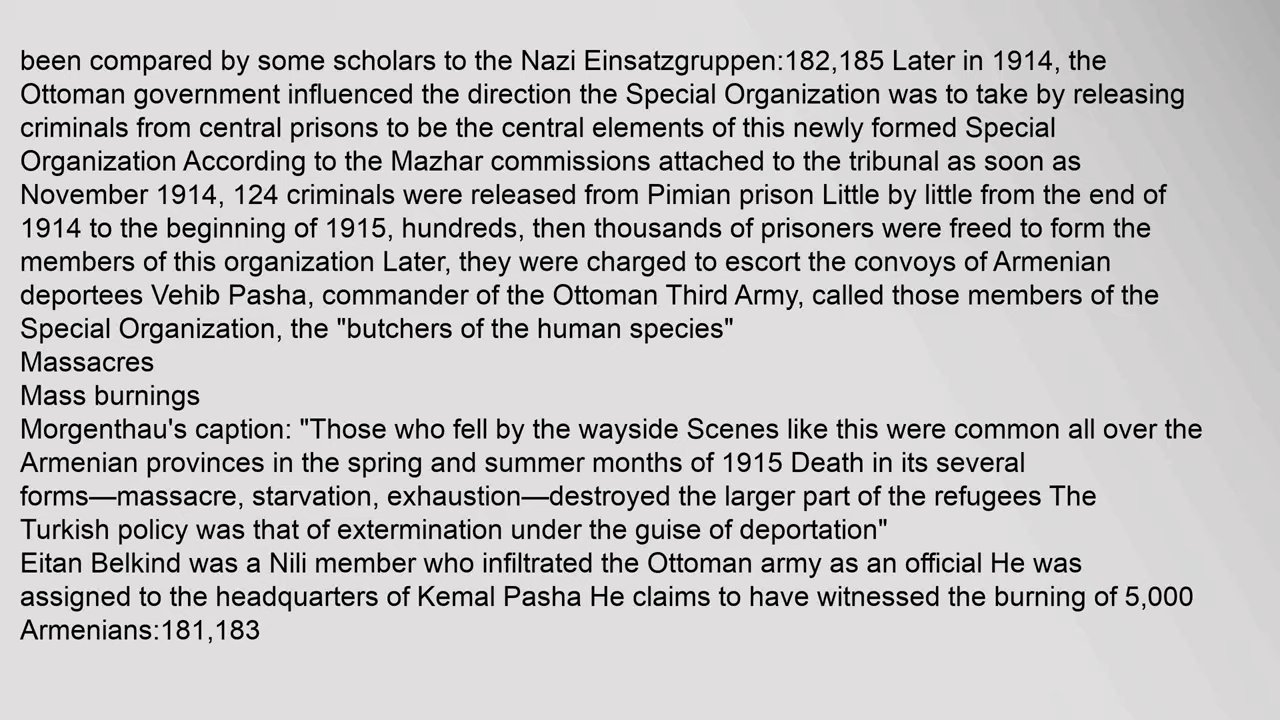 been compared by some scholars to the Nazi Einsatzgruppen:182,185 Later in 1914, the
Ottoman government influenced the direction the Special Organization was to take by releasing
criminals from central prisons to be the central elements of this newly formed Special
Organization According to the Mazhar commissions attached to the tribunal as soon as
November 1914, 124 criminals were released from Pimian prison Little by little from the end of
1914 to the beginning of 1915, hundreds, then thousands of prisoners were freed to form the
members of this organization Later, they were charged to escort the convoys of Armenian
deportees Vehib Pasha, commander of the Ottoman Third Army, called those members of the
Special Organization, the "butchers of the human species"
Massacres
Mass burnings
Morgenthau's caption: "Those who fell by the wayside Scenes like this were common all over the
Armenian provinces in the spring and summer months of 1915 Death in its several
forms—massacre, starvation, exhaustion—destroyed the larger part of the refugees The
Turkish policy was that of extermination under the guise of deportation"
Eitan Belkind was a Nili member who infiltrated the Ottoman army as an official He was
assigned to the headquarters of Kemal Pasha He claims to have witnessed the burning of 5,000
Armenians:181,183